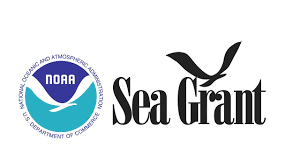 NATIONAL OCEANIC AND ATMOSPHERIC ADMINISTRATION
NOAA
U.S. DEPARTMENT OF COMMERCE
Sea Grant